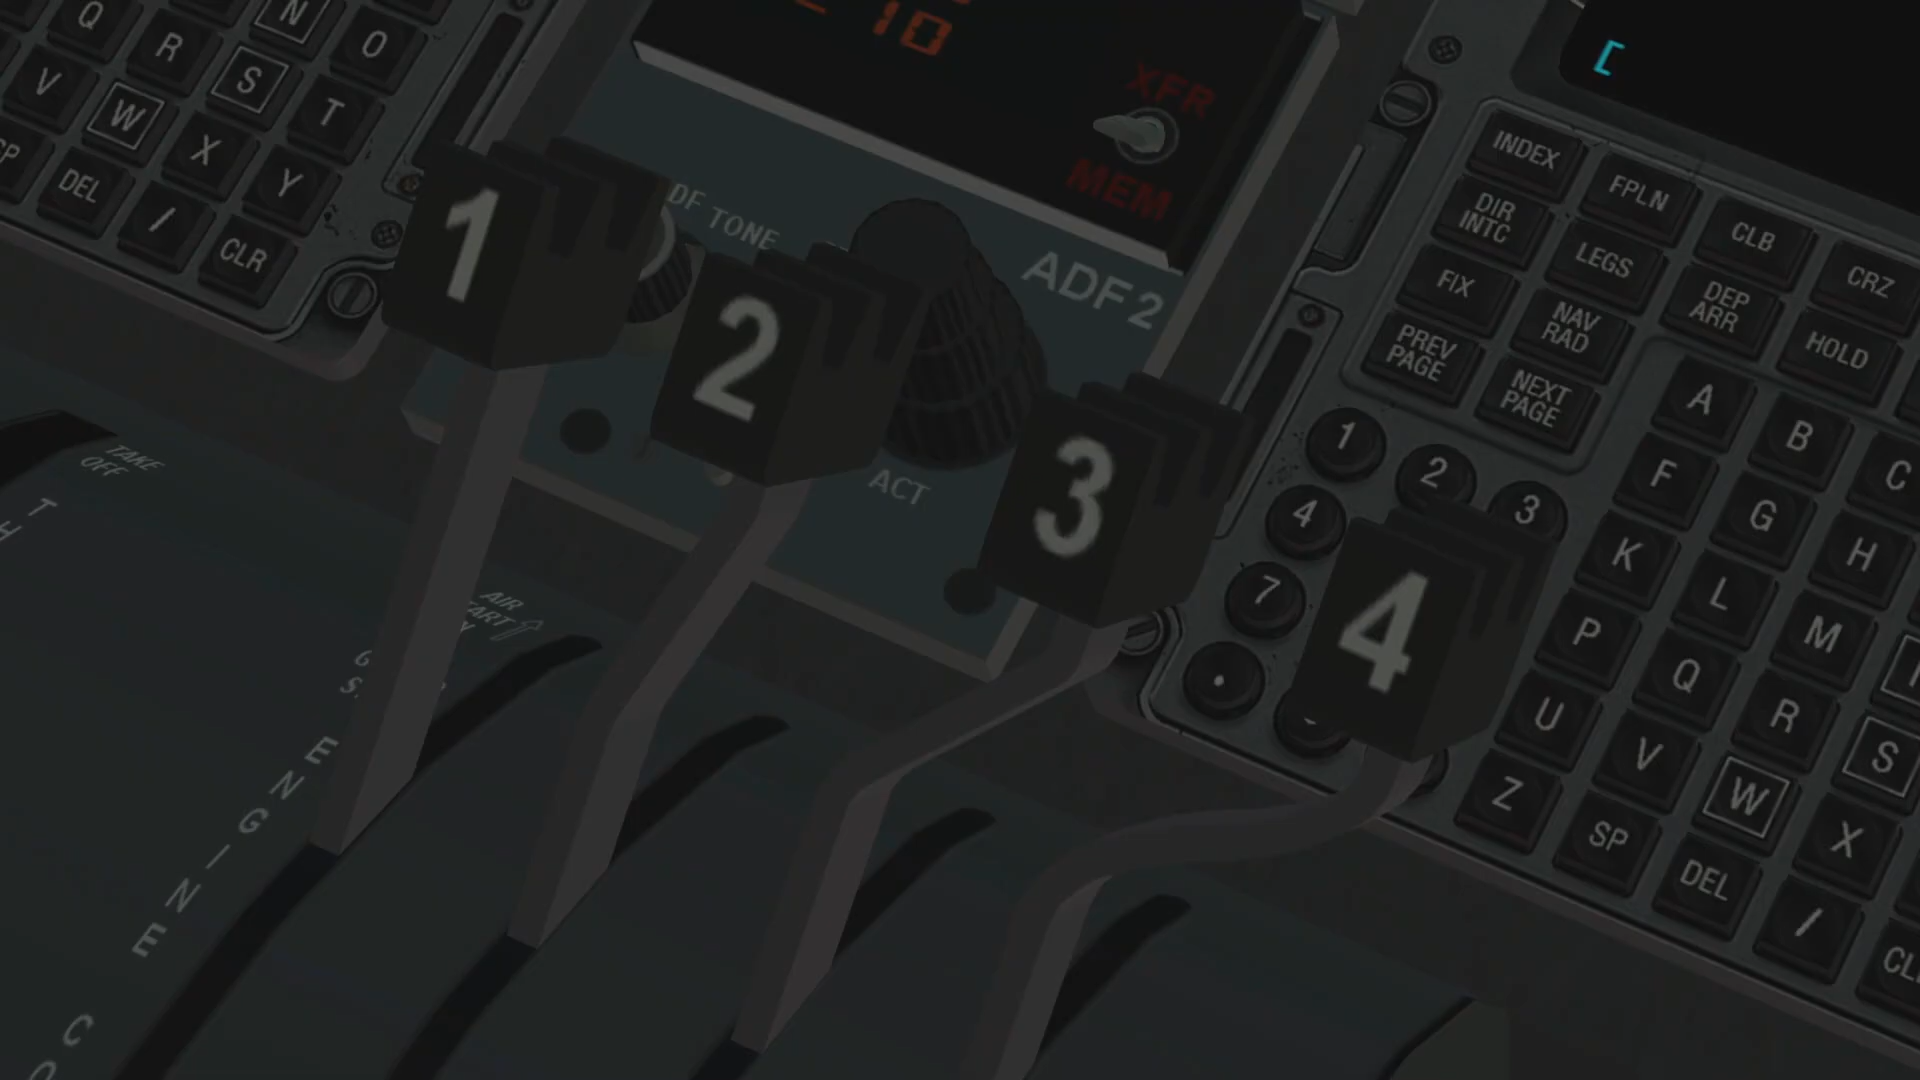 Q
R
N
O
V
W
S
T
X
Y
DEL
/
CLR
10
XFR
MEM
DF TONE
ADF 2
ACT
1
2
3
4
TAKE
OFF
T
H
AIR
E
N
G
I
N
E
C
O
[
INDEX
FPLN
CLB
CRZ
DIR
INTC
LEGS
DEP
ARR
HOLD
FIX
NAV
RAD
PREV
PAGE
NEXT
PAGE
1
2
3
4
7
.
A
B
C
F
G
H
K
L
M
P
Q
R
S
U
V
W
X
Z
SP
DEL
/